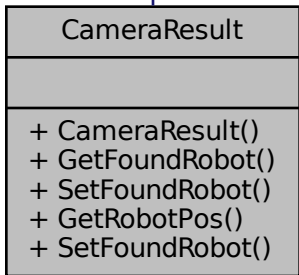 CameraResult
+ CameraResult()
+ GetFoundRobot()
+ SetFoundRobot()
+ GetRobotPos()
+ SetFoundRobot()